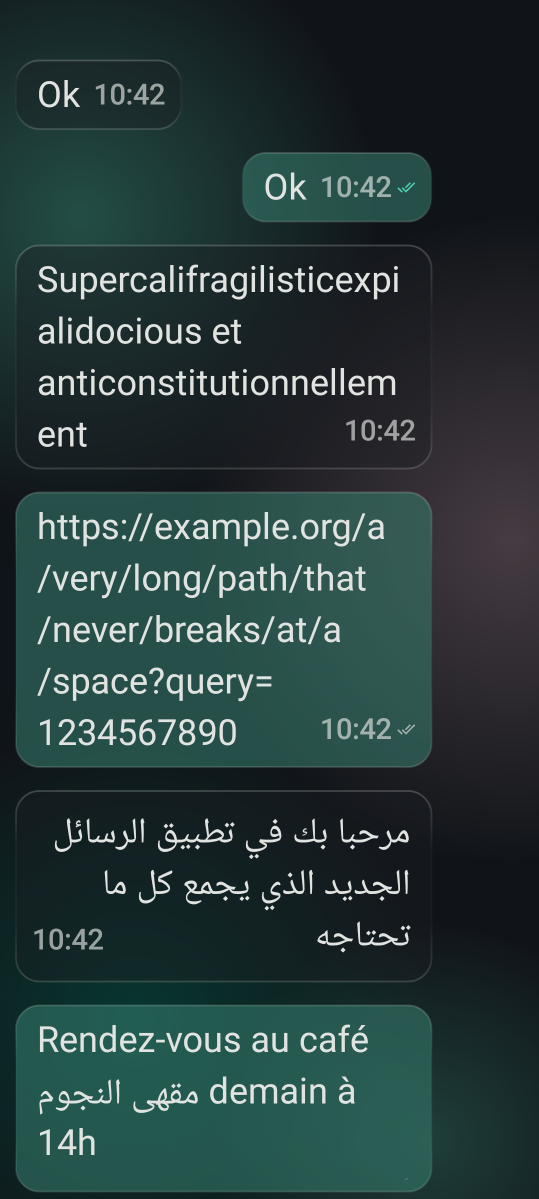 Ok 10:42
Ok 10:42
Supercalifragilisticexpi
alidocious et
anticonstitutionnellem
ent 10:42
https://example.org/a
/very/long/path/that
/never/breaks/at/a
/space?query=
1234567890 10:42
مرحبا بك في تطبيق الرسائل
الجديد الذي يجمع كل ما
تحتاجه 10:42
Rendez-vous au café
مقهى النجوم demain à
14h